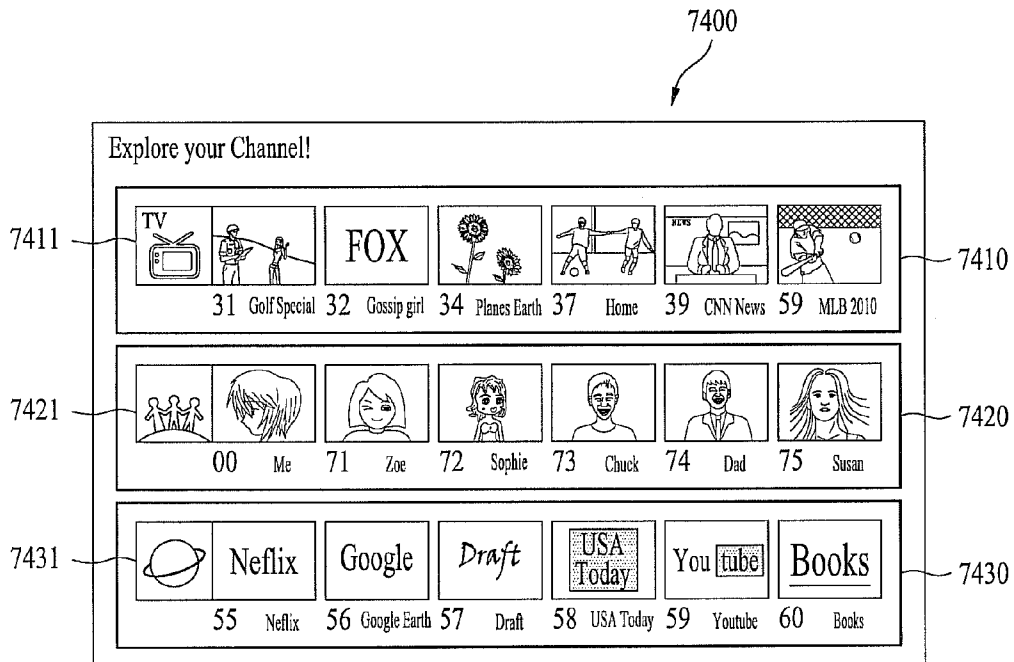 7400
Explore your Channel!
TV
FOX
NEWS
7411
7410
31 Golf Special 32 Gossip girl 34 Planes Earth 37 Home 39 CNN News 59 MLB 2010
7421
7420
00 Me 71 Zoe 72 Sophie 73 Chuck 74 Dad 75 Susan
7431
Neflix Google Draft USA Today You tube Books
7430
55 Neflix 56 Google Earth 57 Draft 58 USA Today 59 Youtube 60 Books